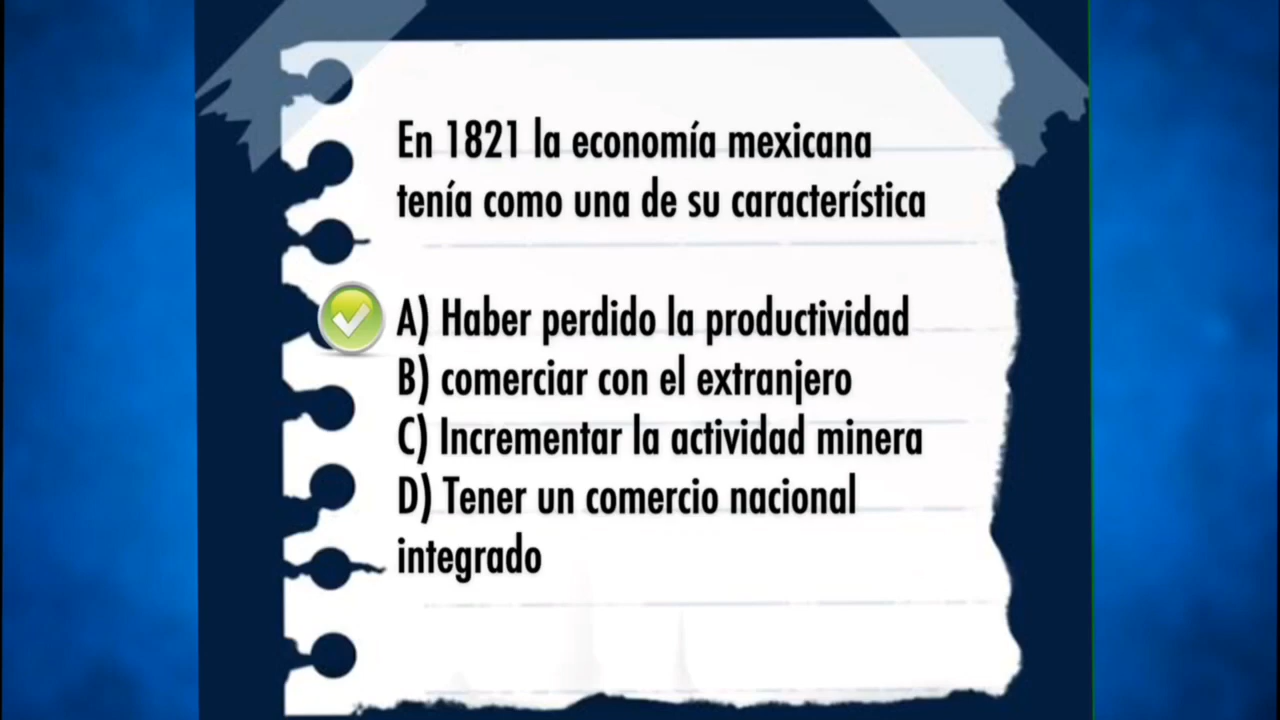 En 1821 la economía mexicana
tenía como una de su característica
A) Haber perdido la productividad
B) comerciar con el extranjero
C) Incrementar la actividad minera
D) Tener un comercio nacional
integrado